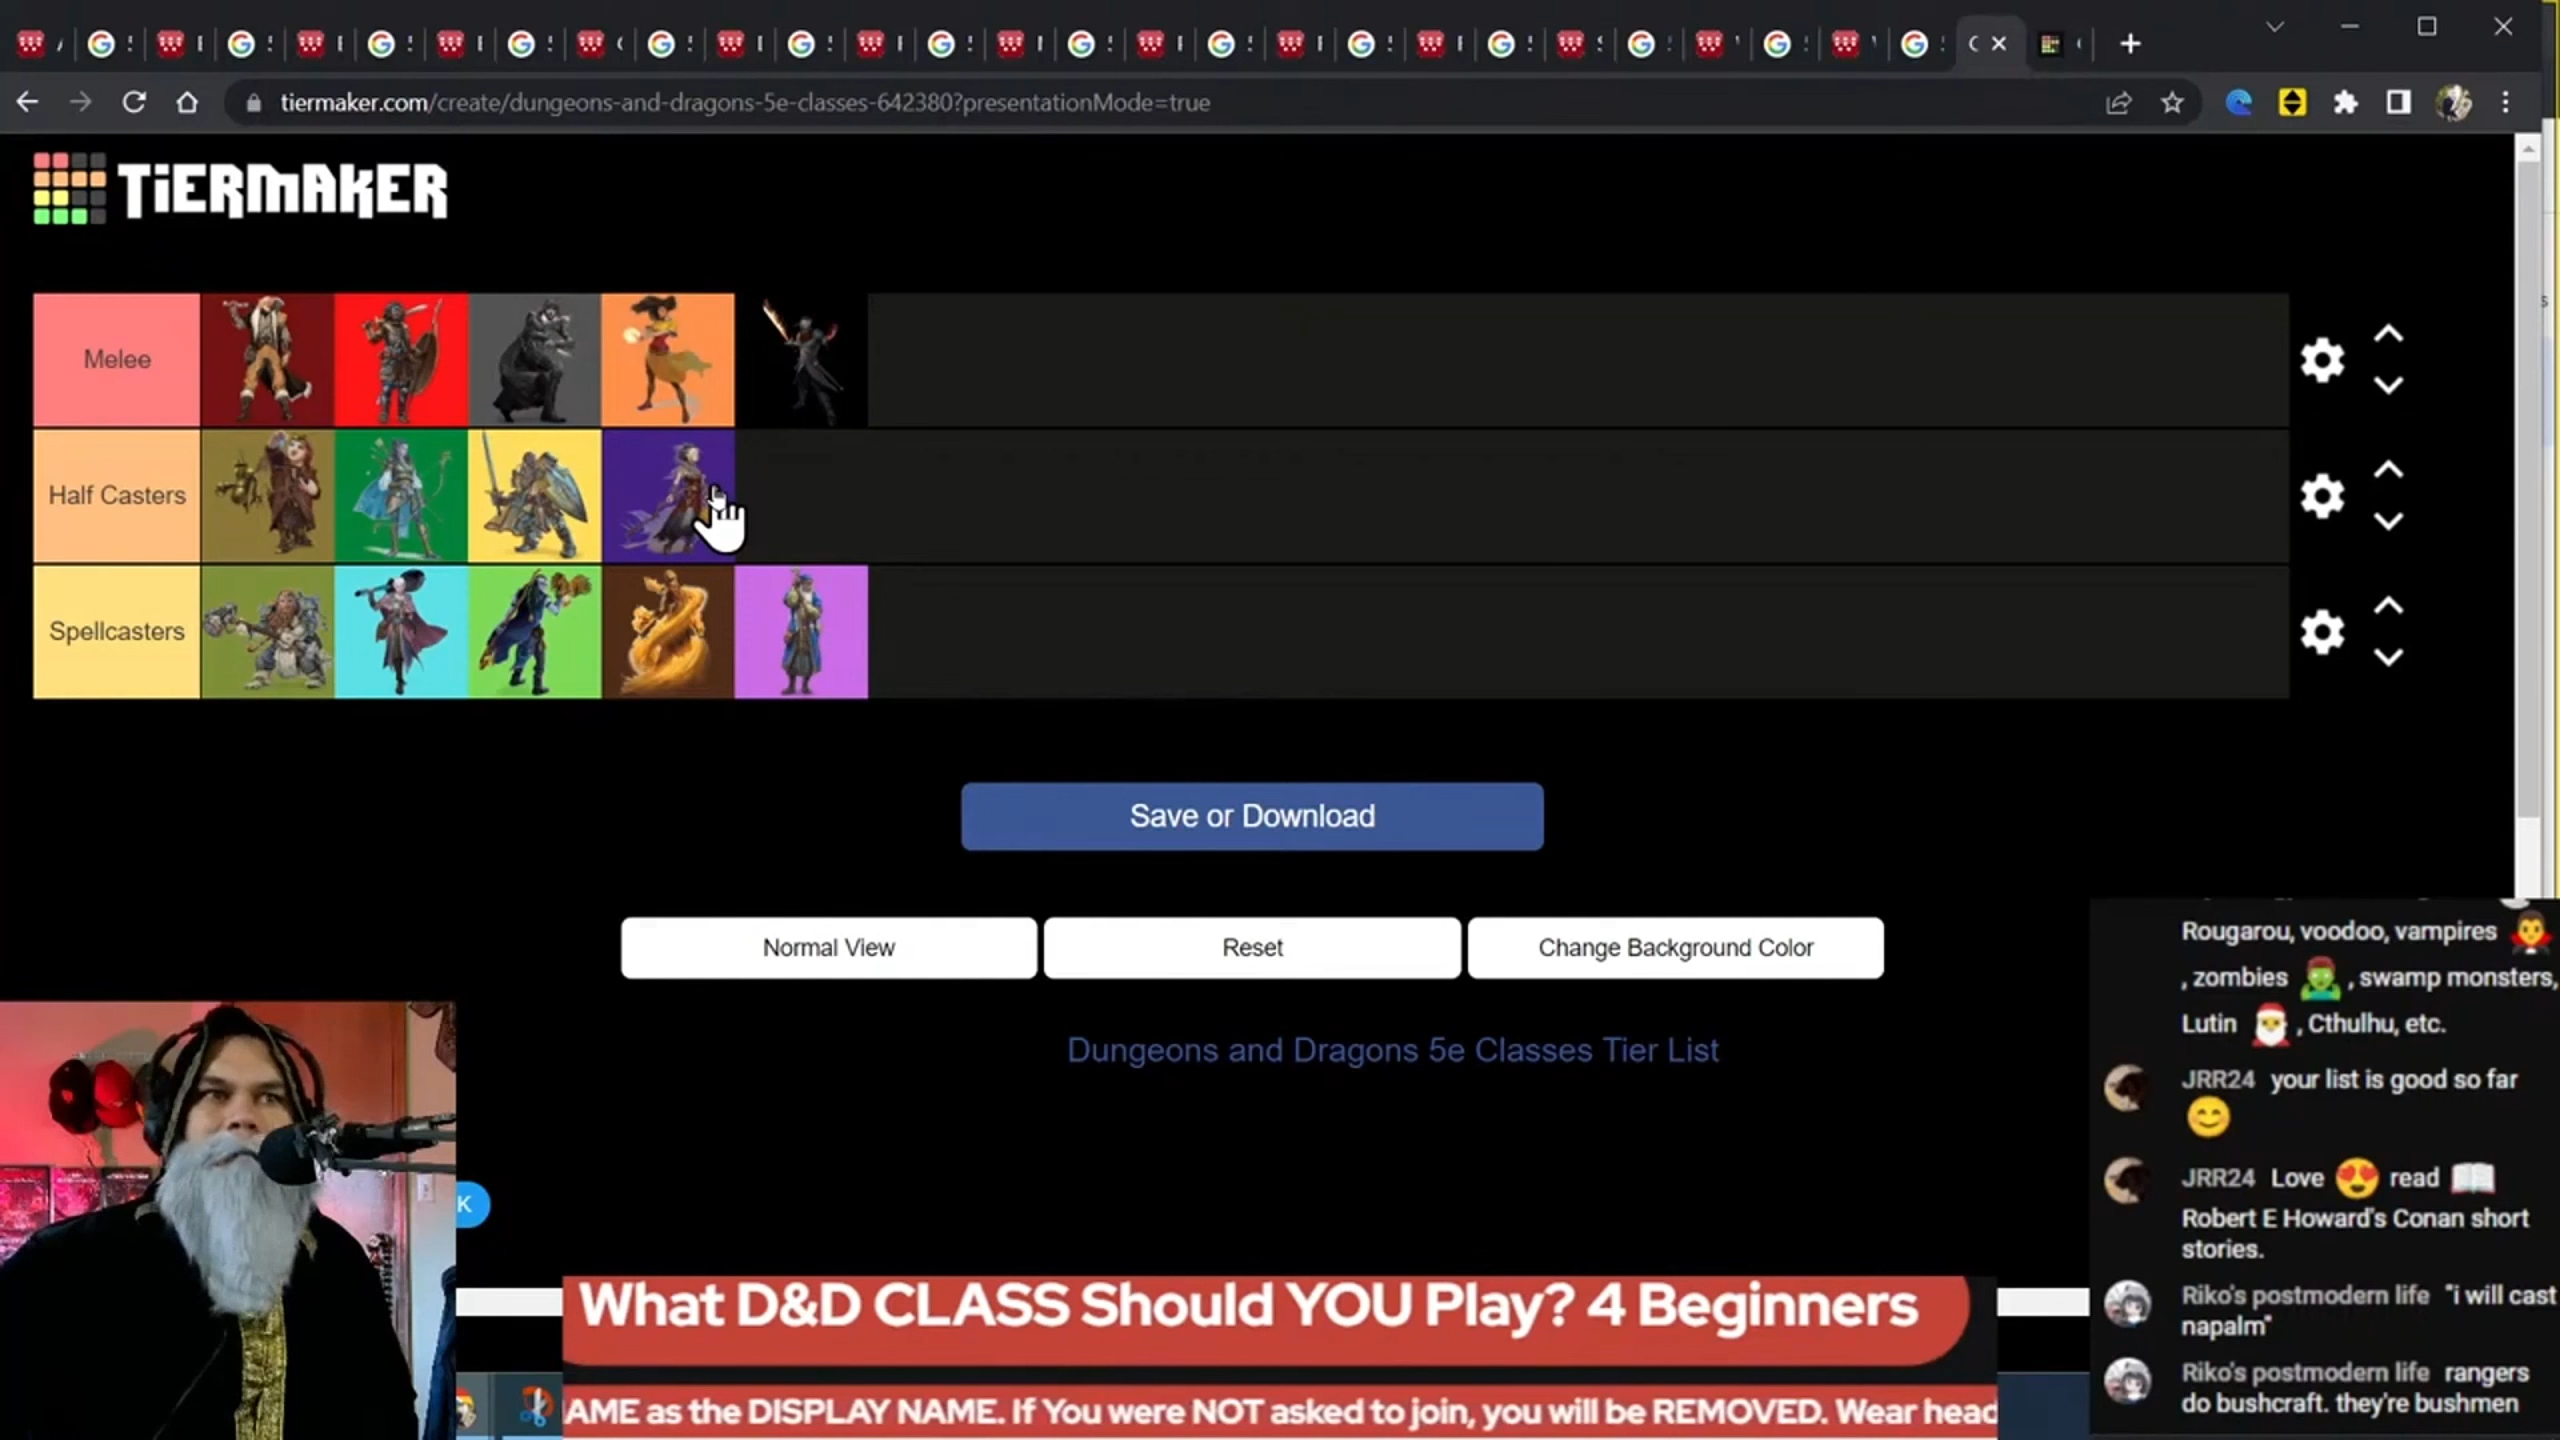 tiermaker.com/create/dungeons-and-dragons-5e-classes-642380?presentationMode=true
TiERMAKER
Melee
Half Casters
Spellcasters
Save or Download
Normal View
Reset
Change Background Color
Dungeons and Dragons 5e Classes Tier List
Rougarou, voodoo, vampires
, zombies , swamp monsters,
Lutin , Cthulhu, etc.
JRR24 your list is good so far
JRR24 Love read
Robert E Howard's Conan short
stories.
Riko's postmodern life "i will cast
napalm"
Riko's postmodern life rangers
do bushcraft. they're bushmen
K
What D&D CLASS Should YOU Play? 4 Beginners
AME as the DISPLAY NAME. If You were NOT asked to join, you will be REMOVED. Wear head